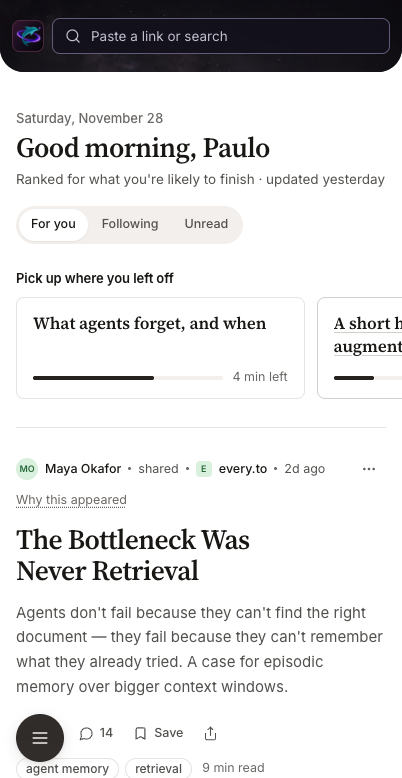 Paste a link or search
Saturday, November 28
Good morning, Paulo
Ranked for what you're likely to finish · updated yesterday
For you Following Unread
Pick up where you left off
What agents forget, and when
4 min left
A short
augment
MO Maya Okafor • shared • E every.to • 2d ago
Why this appeared
The Bottleneck Was
Never Retrieval
Agents don't fail because they can't find the right
document — they fail because they can't remember
what they already tried. A case for episodic
memory over bigger context windows.
14 Save
agent memory retrieval 9 min read